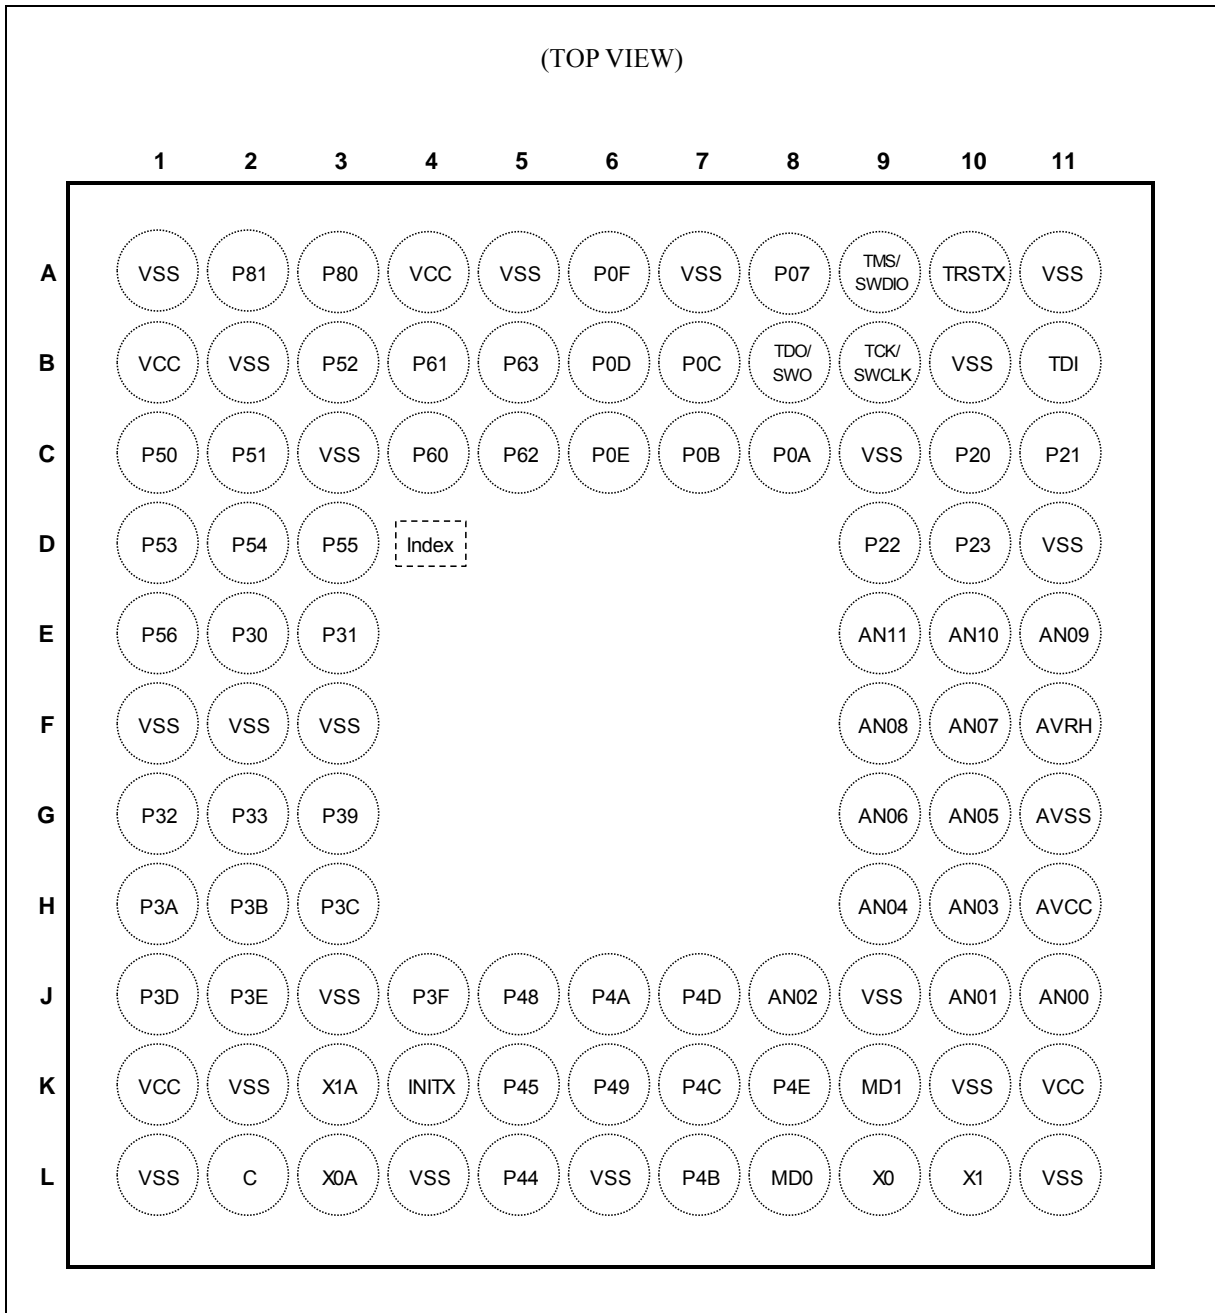 (TOP VIEW)
1 2 3 4 5 6 7 8 9 10 11
A VSS P81 P80 VCC VSS P0F VSS P07 TMS/ SWDIO TRSTX VSS
B VCC VSS P52 P61 P63 P0D P0C TDO/ SWO TCK/ SWCLK VSS TDI
C P50 P51 VSS P60 P62 P0E P0B P0A VSS P20 P21
D P53 P54 P55 Index P22 P23 VSS
E P56 P30 P31 AN11 AN10 AN09
F VSS VSS VSS AN08 AN07 AVRH
G P32 P33 P39 AN06 AN05 AVSS
H P3A P3B P3C AN04 AN03 AVCC
J P3D P3E VSS P3F P48 P4A P4D AN02 VSS AN01 AN00
K VCC VSS X1A INITX P45 P49 P4C P4E MD1 VSS VCC
L VSS C X0A VSS P44 VSS P4B MD0 X0 X1 VSS